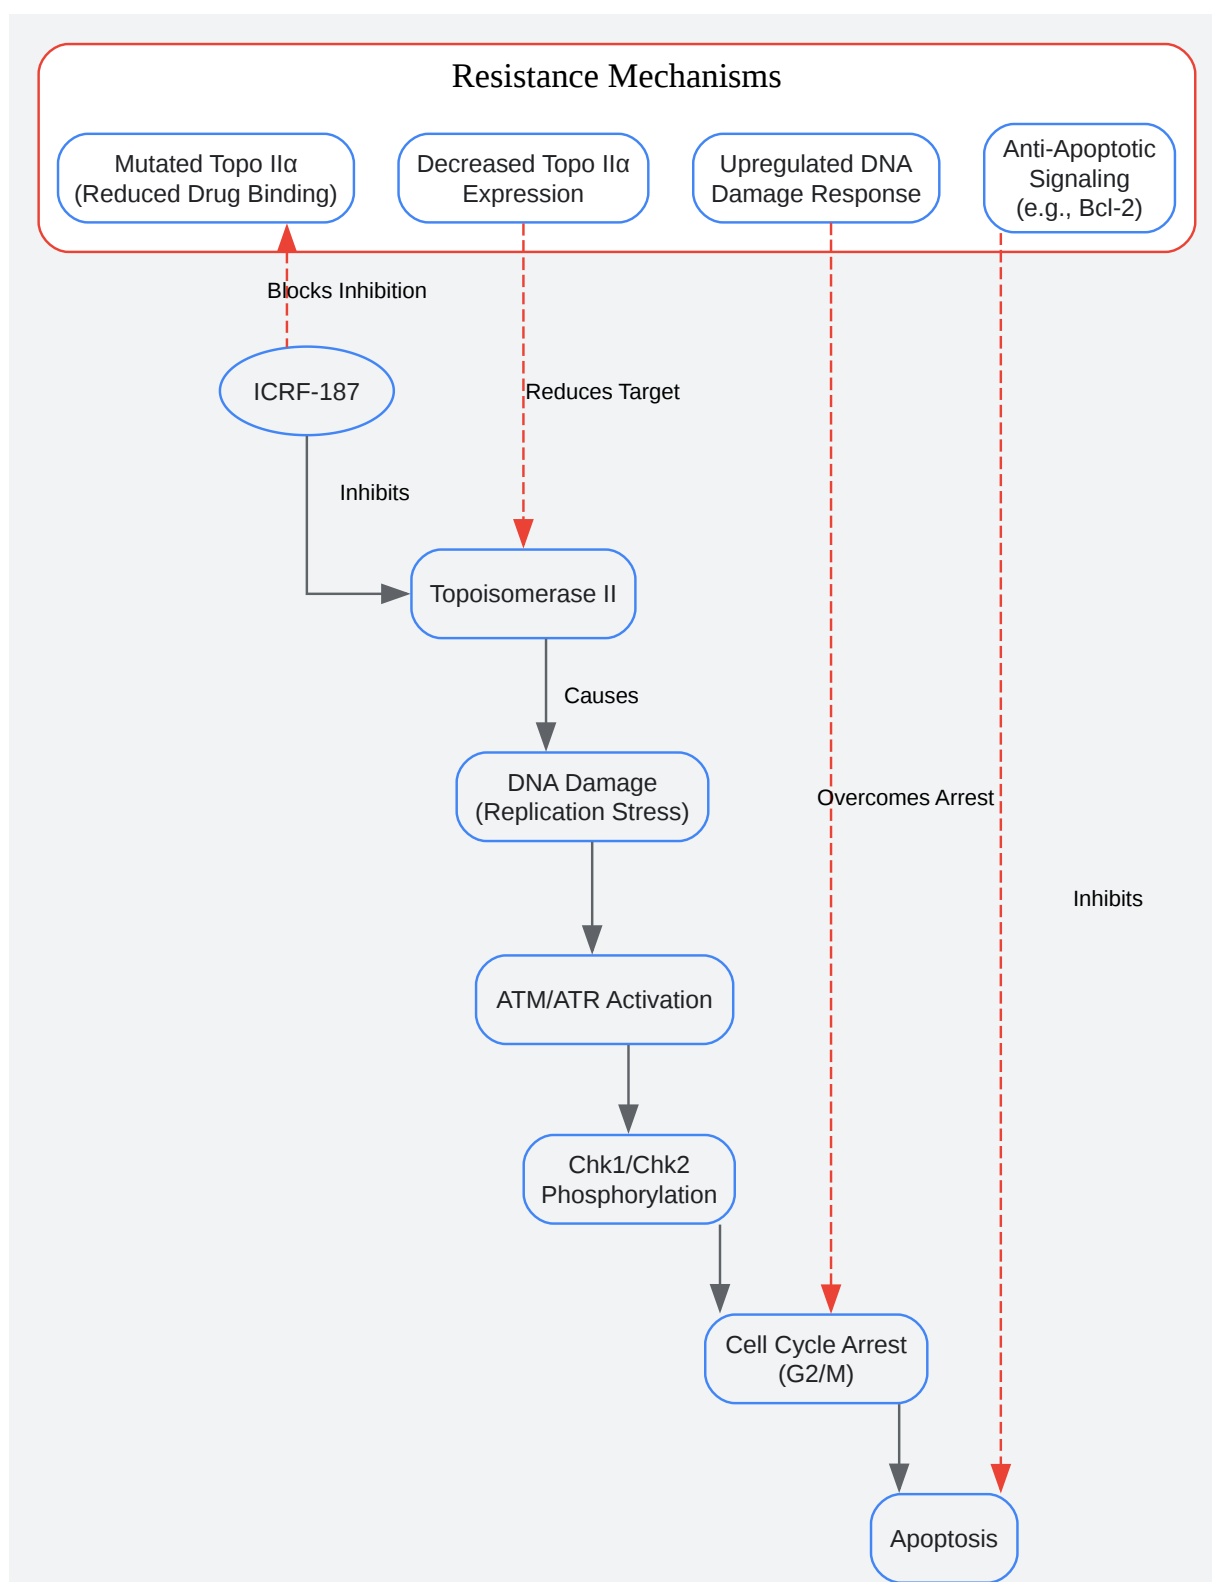 Resistance Mechanisms
Mutated Topo IIα
(Reduced Drug Binding)
Decreased Topo IIα
Expression
Upregulated DNA
Damage Response
Anti-Apoptotic
Signaling
(e.g., Bcl-2)
Blocks Inhibition
ICRF-187
Reduces Target
Inhibits
Topoisomerase II
Causes
DNA Damage
(Replication Stress)
Overcomes Arrest
Inhibits
ATM/ATR Activation
Chk1/Chk2
Phosphorylation
Cell Cycle Arrest
(G2/M)
Apoptosis